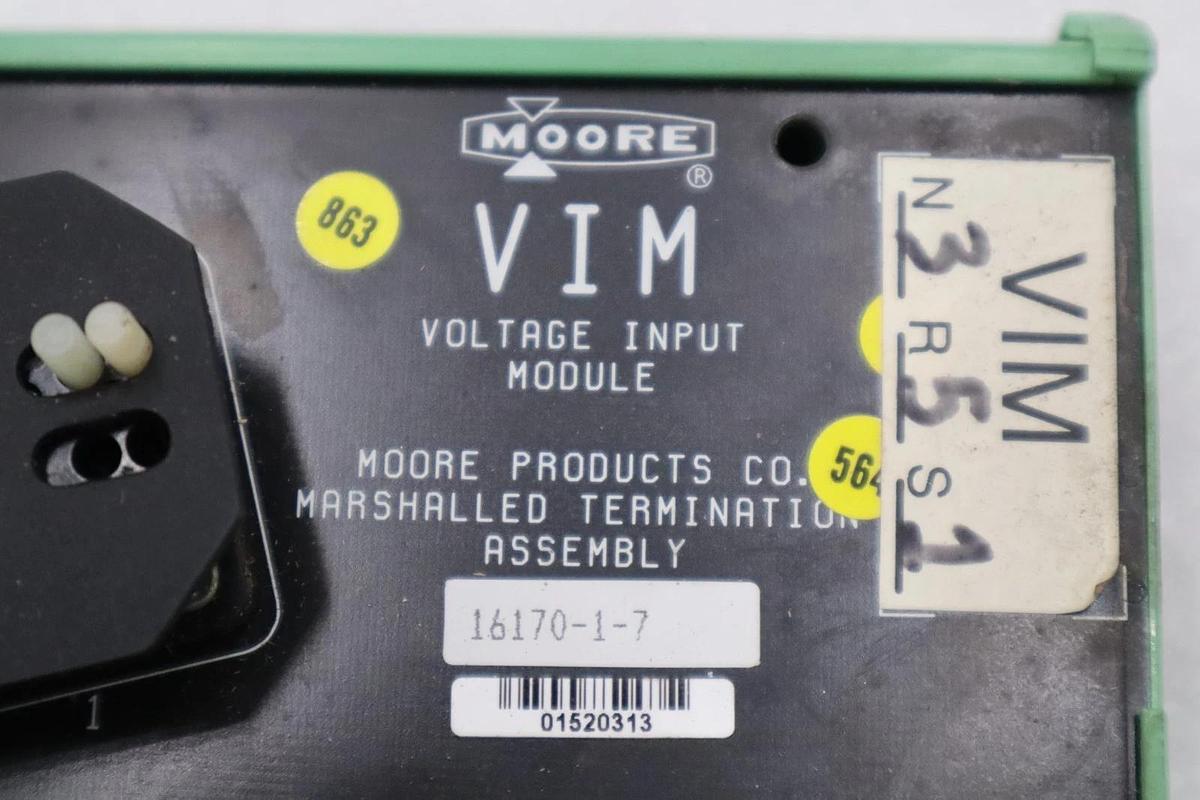 MOORE
®
VIM
VOLTAGE INPUT
MODULE
MOORE PRODUCTS CO.
MARSHALLED TERMINATION
ASSEMBLY
16170-1-7
01520313
863
564
VIM
N 3 R 5 S 1
1